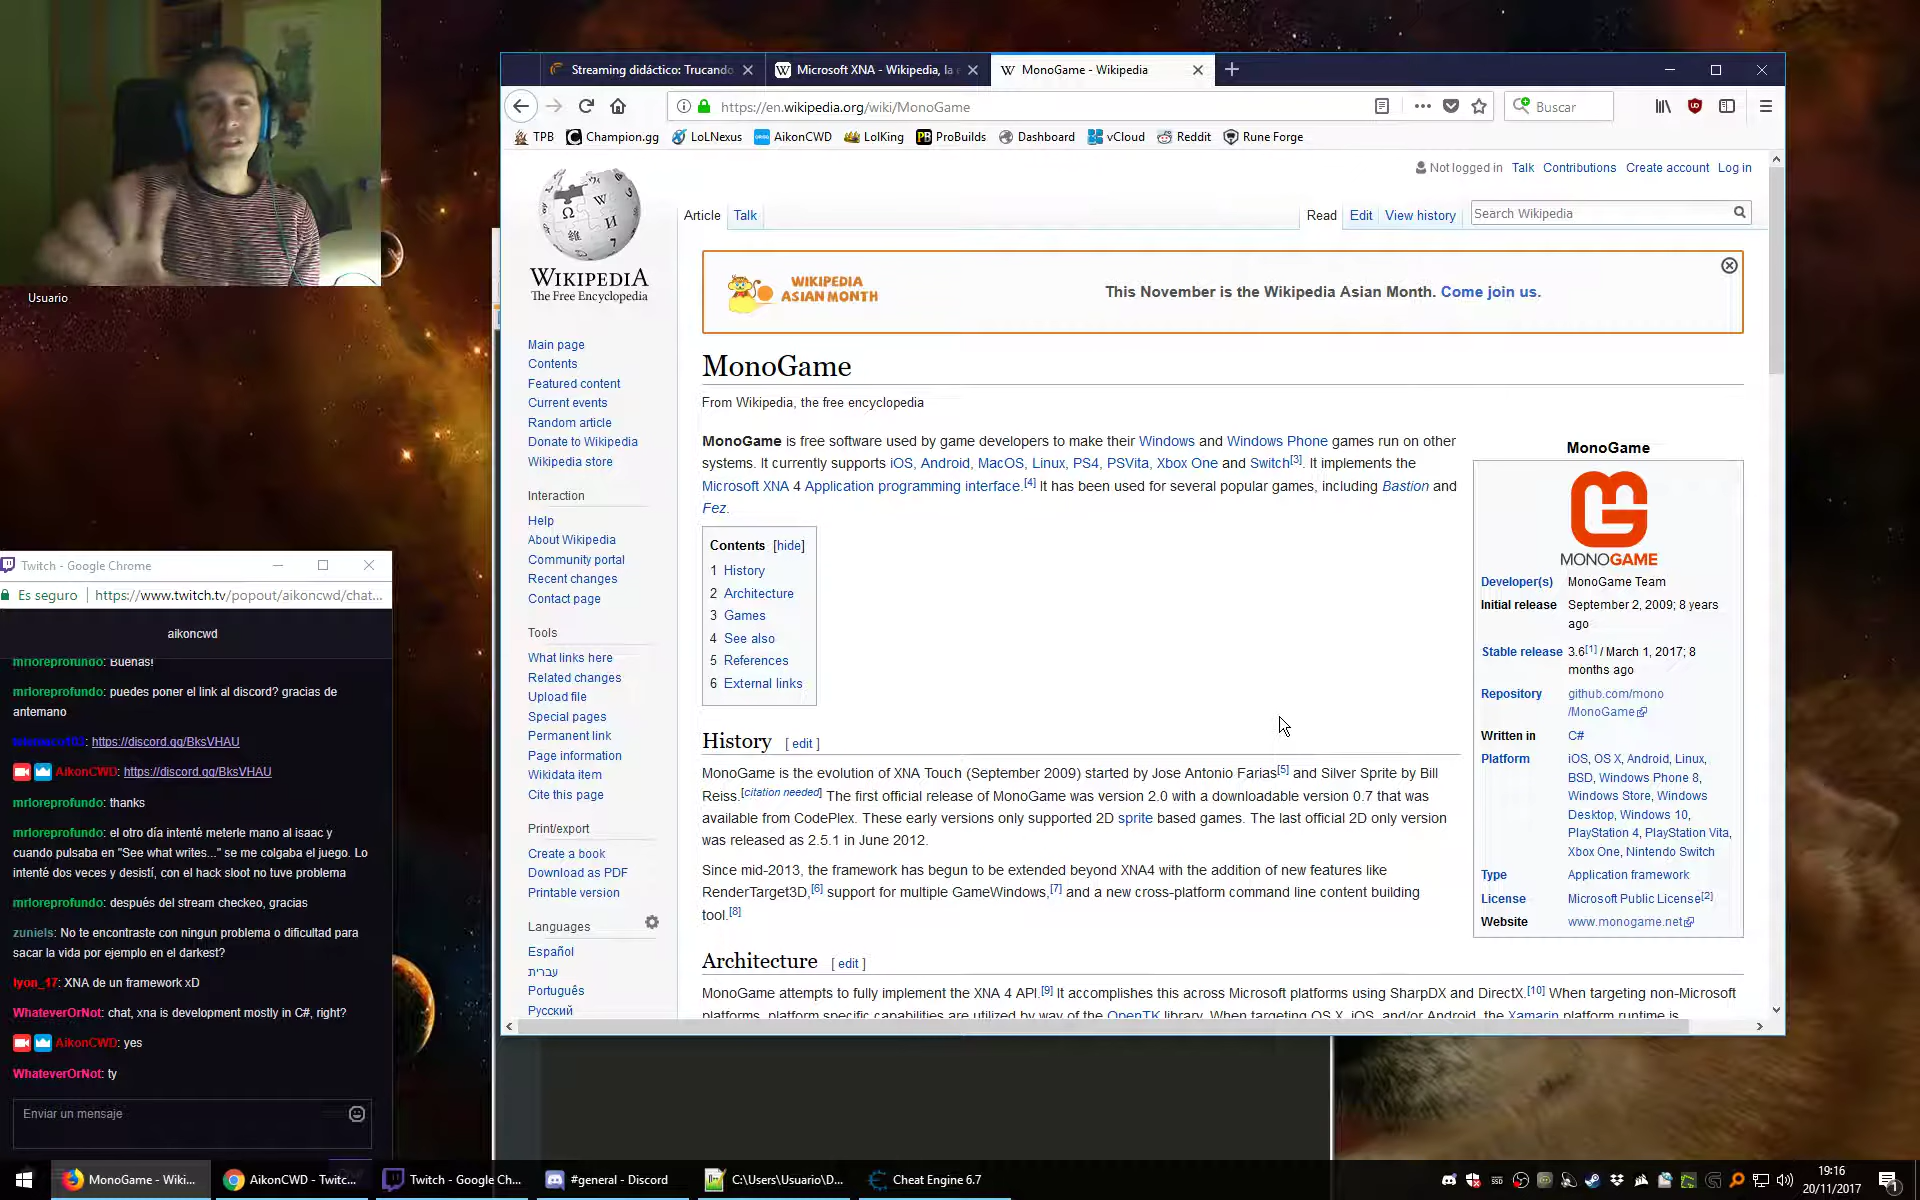 Usuario
Streaming didáctico: Trucando
Microsoft XNA - Wikipedia, la
MonoGame - Wikipedia
https://en.wikipedia.org/wiki/MonoGame
Buscar
TPB
Champion.gg
LoLNexus
AikonCWD
LolKing
ProBuilds
Dashboard
vCloud
Reddit
Rune Forge
WIKIPEDIA
The Free Encyclopedia
Not logged in Talk Contributions Create account Log in
Article Talk
Read Edit View history
Search Wikipedia
WIKIPEDIA
ASIAN MONTH
This November is the Wikipedia Asian Month. Come join us.
Main page
Contents
Featured content
Current events
Random article
Donate to Wikipedia
Wikipedia store
Interaction
Help
About Wikipedia
Community portal
Recent changes
Contact page
Tools
What links here
Related changes
Upload file
Special pages
Permanent link
Page information
Wikidata item
Cite this page
Print/export
Create a book
Download as PDF
Printable version
Languages
Español
עברית
Português
Русский
MonoGame
From Wikipedia, the free encyclopedia
MonoGame is free software used by game developers to make their Windows and Windows Phone games run on other
systems. It currently supports iOS, Android, MacOS, Linux, PS4, PSVita, Xbox One and Switch[3]. It implements the
Microsoft XNA 4 Application programming interface.[4] It has been used for several popular games, including Bastion and
Fez.
Contents [hide]
1 History
2 Architecture
3 Games
4 See also
5 References
6 External links
History [ edit ]
MonoGame is the evolution of XNA Touch (September 2009) started by Jose Antonio Farias[5] and Silver Sprite by Bill
Reiss.[citation needed] The first official release of MonoGame was version 2.0 with a downloadable version 0.7 that was
available from CodePlex. These early versions only supported 2D sprite based games. The last official 2D only version
was released as 2.5.1 in June 2012.
Since mid-2013, the framework has begun to be extended beyond XNA4 with the addition of new features like
RenderTarget3D,[6] support for multiple GameWindows,[7] and a new cross-platform command line content building
tool.[8]
Architecture [ edit ]
MonoGame attempts to fully implement the XNA 4 API.[9] It accomplishes this across Microsoft platforms using SharpDX and DirectX.[10] When targeting non-Microsoft
platforms, platform specific capabilities are utilized by way of the OpenTK library. When targeting OS X, iOS, and/or Android, the Xamarin platform runtime is
MonoGame
MONOGAME
Developer(s) MonoGame Team
Initial release September 2, 2009; 8 years
ago
Stable release 3.6[1] / March 1, 2017; 8
months ago
Repository github.com/mono
/MonoGame
Written in C#
Platform iOS, OS X, Android, Linux,
BSD, Windows Phone 8,
Windows Store, Windows
Desktop, Windows 10,
PlayStation 4, PlayStation Vita,
Xbox One, Nintendo Switch
Type Application framework
License Microsoft Public License[2]
Website www.monogame.net
Twitch - Google Chrome
Es seguro https://www.twitch.tv/popout/aikoncwd/chat...
aikoncwd
mrloreprofundo: Buenas!
mrloreprofundo: puedes poner el link al discord? gracias de
antemano
https://discord.gg/BksVHAU
AikonCWD: https://discord.gg/BksVHAU
mrloreprofundo: thanks
mrloreprofundo: el otro día intenté meterle mano al isaac y
cuando pulsaba en "See what writes..." se me colgaba el juego. Lo
intenté dos veces y desistí, con el hack sloot no tuve problema
mrloreprofundo: después del stream checkeo, gracias
zuniels: No te encontraste con ningun problema o dificultad para
sacar la vida por ejemplo en el darkest?
lyon_17: XNA de un framework xD
WhateverOrNot: chat, xna is development mostly in C#, right?
AikonCWD: yes
WhateverOrNot: ty
Enviar un mensaje
MonoGame - Wiki...
AikonCWD - Twitc...
Twitch - Google Ch...
#general - Discord
C:\Users\Usuario\D...
Cheat Engine 6.7
19:16
20/11/2017